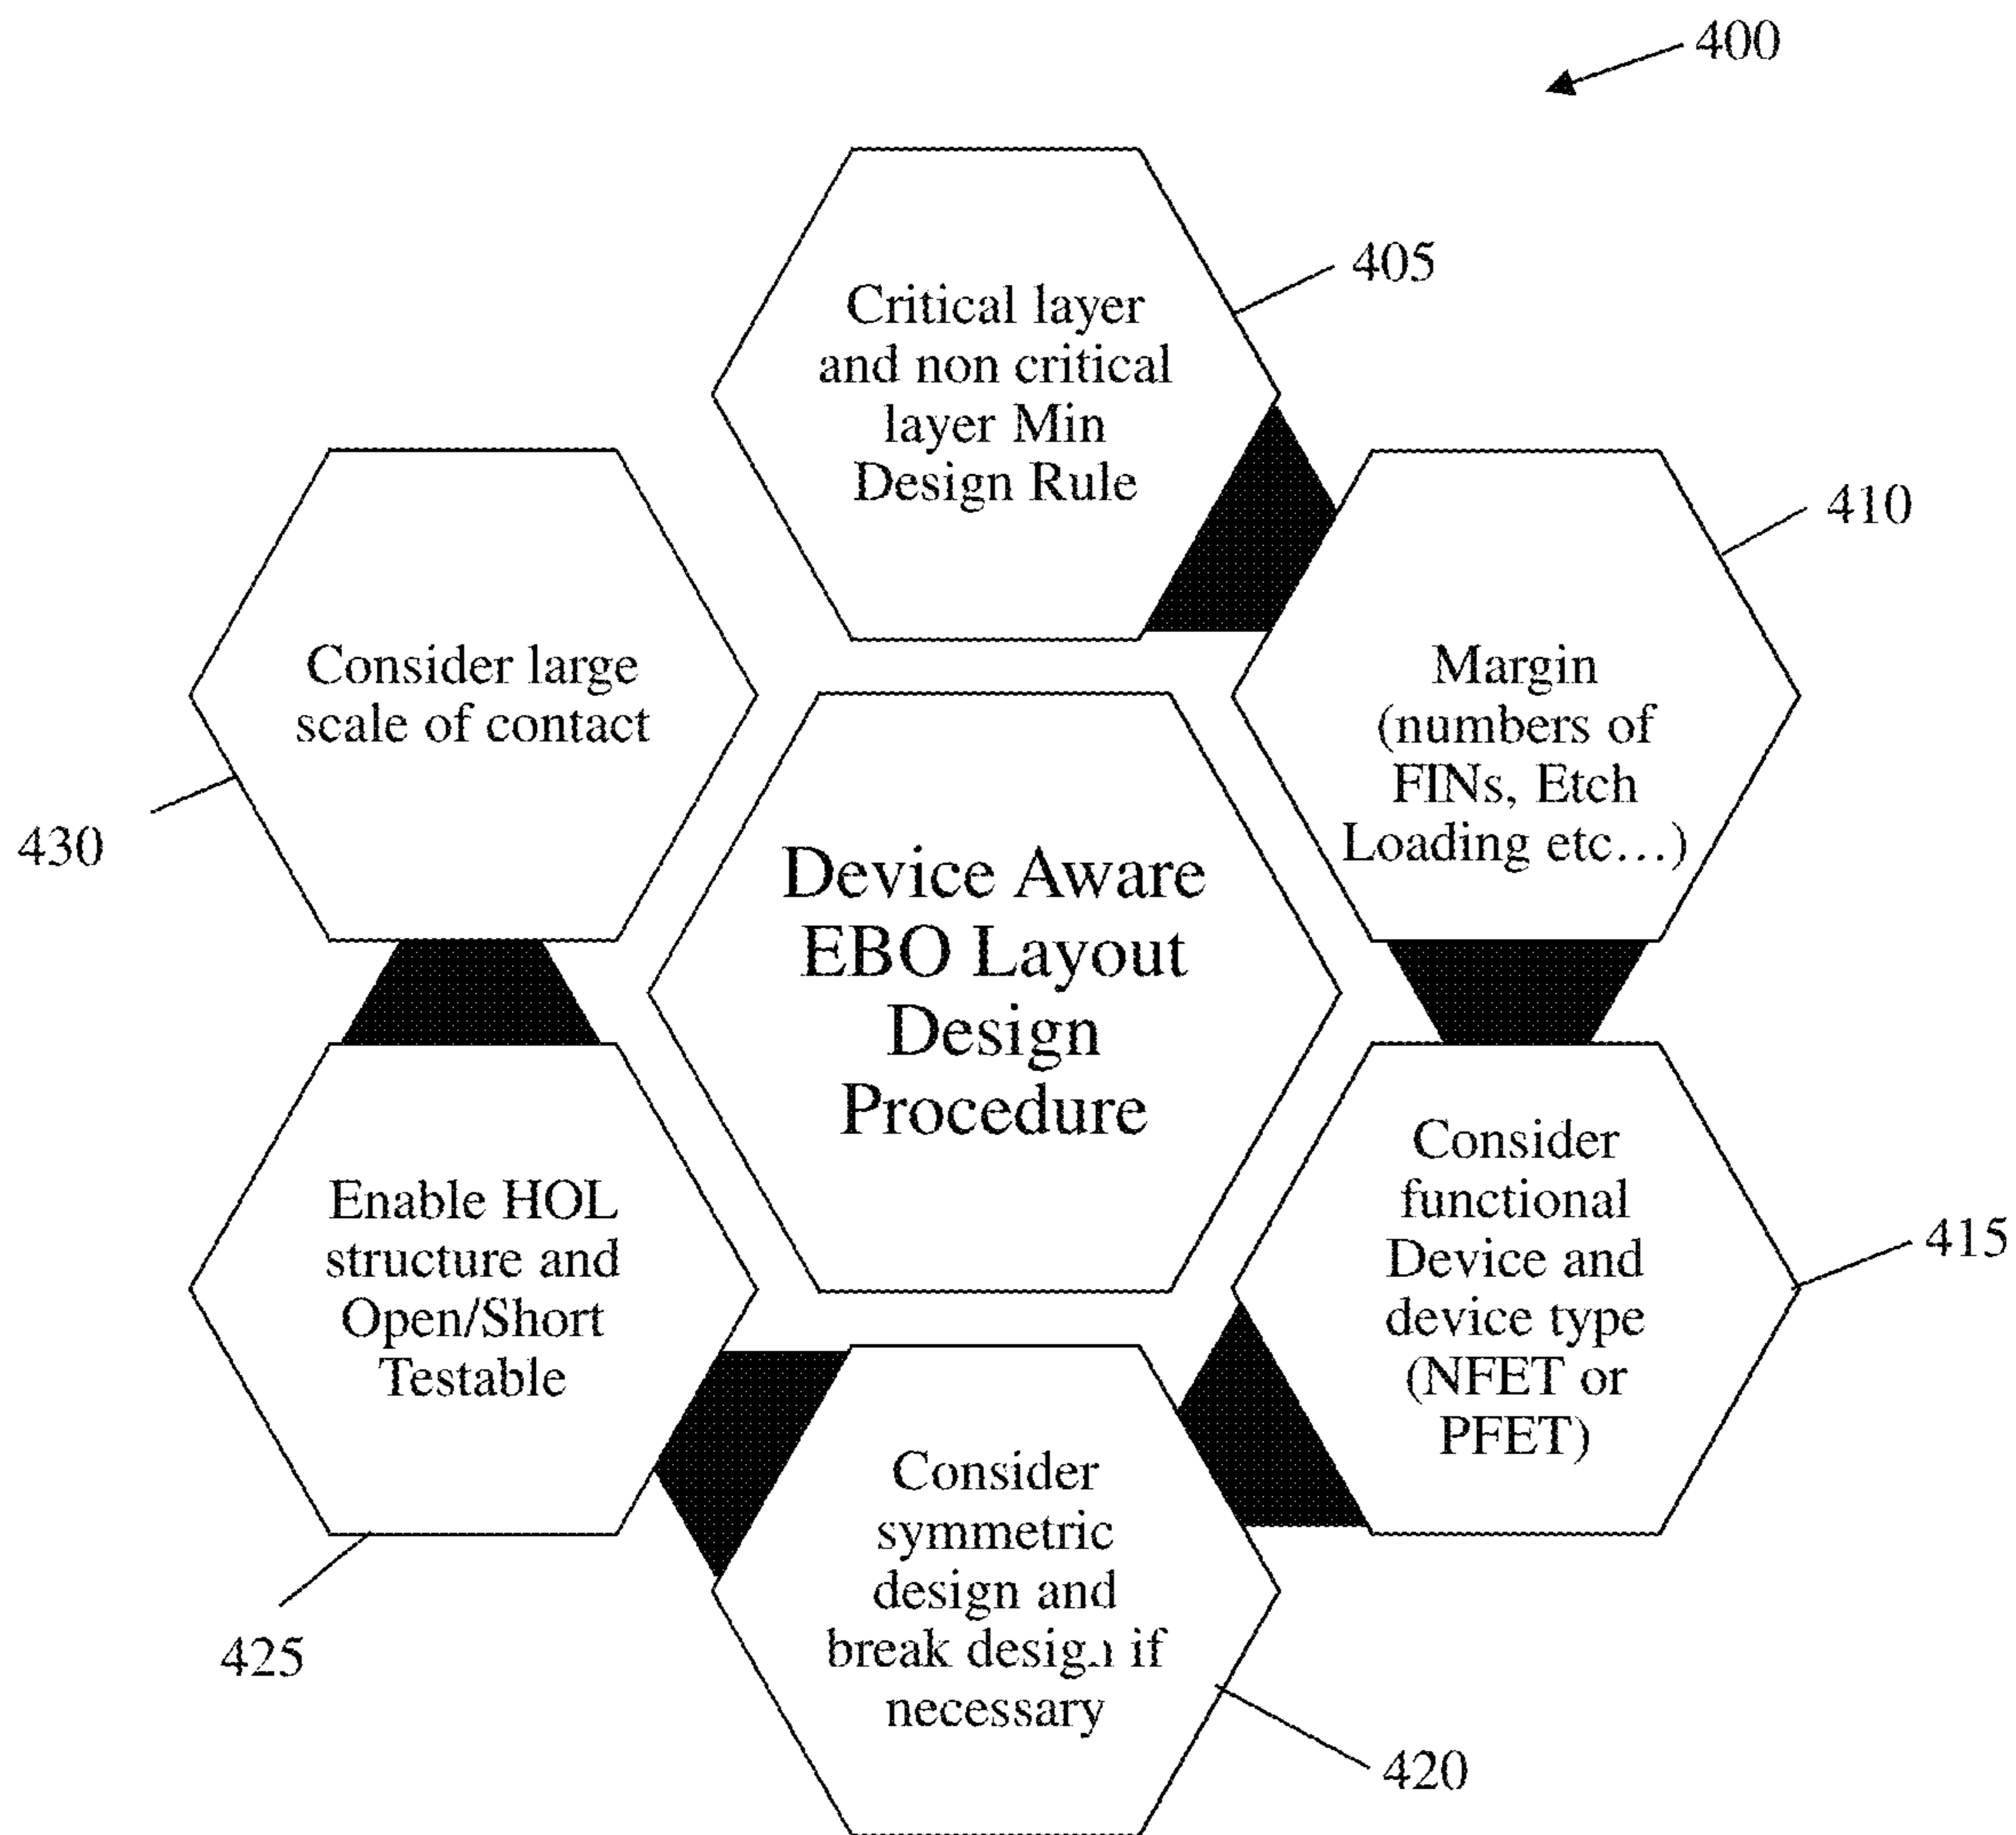 400
405
Critical layer
and non critical
layer Min
Design Rule
410
Margin
(numbers of
FINs, Etch
Loading etc...)
Consider large
scale of contact
430
Device Aware
EBO Layout
Design
Procedure
Consider
functional
Device and
device type
(NFET or
PFET)
415
Enable HOL
structure and
Open/Short
Testable
425
Consider
symmetric
design and
break design if
necessary
420